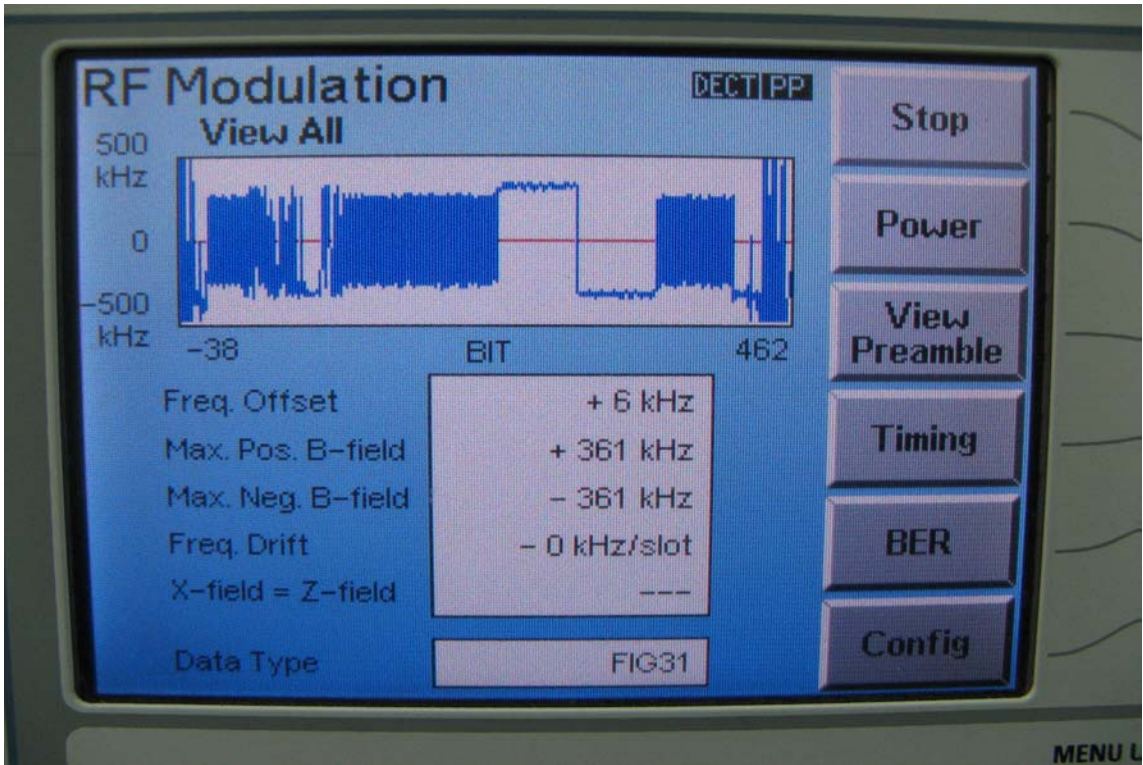 RF Modulation DECT PP
View All
500
kHz
0
-500
kHz
-38 BIT 462
Freq. Offset + 6 kHz
Max. Pos. B-field + 361 kHz
Max. Neg. B-field - 361 kHz
Freq. Drift - 0 kHz/slot
X-field = Z-field ---
Data Type FIG31
Stop
Power
View
Preamble
Timing
BER
Config
MENU U